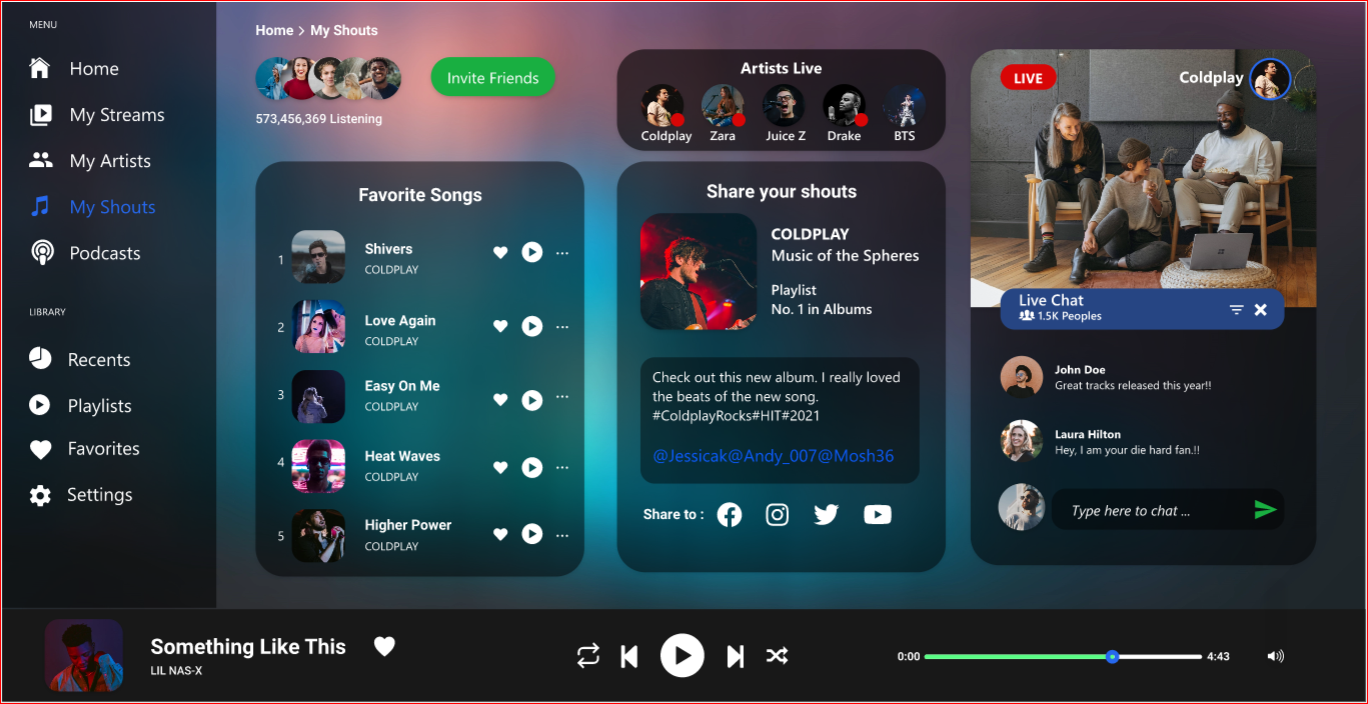 MENU
Home
My Streams
My Artists
My Shouts
Podcasts
LIBRARY
Recents
Playlists
Favorites
Settings
Home > My Shouts
Invite Friends
573,456,369 Listening
Favorite Songs
1
Shivers
COLDPLAY
2
Love Again
COLDPLAY
3
Easy On Me
COLDPLAY
4
Heat Waves
COLDPLAY
5
Higher Power
COLDPLAY
Artists Live
Coldplay
Zara
Juice Z
Drake
BTS
Share your shouts
COLDPLAY
Music of the Spheres
Playlist
No. 1 in Albums
Check out this new album. I really loved
the beats of the new song.
#ColdplayRocks#HIT#2021
@Jessicak@Andy_007@Mosh36
Share to :
LIVE
Coldplay
Live Chat
1.5K Peoples
John Doe
Great tracks released this year!!
Laura Hilton
Hey, I am your die hard fan.!!
Type here to chat ...
Something Like This
LIL NAS-X
0:00
4:43